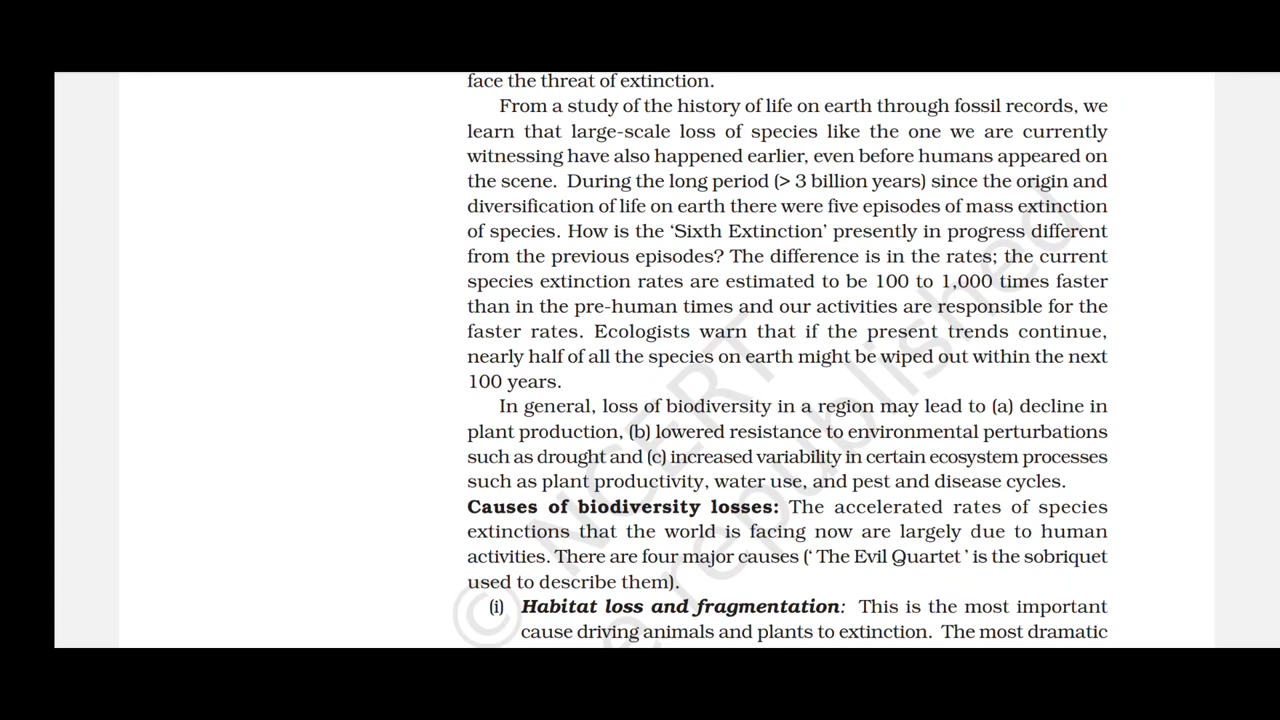 face the threat of extinction.
From a study of the history of life on earth through fossil records, we
learn that large-scale loss of species like the one we are currently
witnessing have also happened earlier, even before humans appeared on
the scene. During the long period (> 3 billion years) since the origin and
diversification of life on earth there were five episodes of mass extinction
of species. How is the ‘Sixth Extinction’ presently in progress different
from the previous episodes? The difference is in the rates; the current
species extinction rates are estimated to be 100 to 1,000 times faster
than in the pre-human times and our activities are responsible for the
faster rates. Ecologists warn that if the present trends continue,
nearly half of all the species on earth might be wiped out within the next
100 years.
In general, loss of biodiversity in a region may lead to (a) decline in
plant production, (b) lowered resistance to environmental perturbations
such as drought and (c) increased variability in certain ecosystem processes
such as plant productivity, water use, and pest and disease cycles.
Causes of biodiversity losses: The accelerated rates of species
extinctions that the world is facing now are largely due to human
activities. There are four major causes (‘ The Evil Quartet ’ is the sobriquet
used to describe them).
(i) Habitat loss and fragmentation: This is the most important
cause driving animals and plants to extinction. The most dramatic
© NCERT
republished